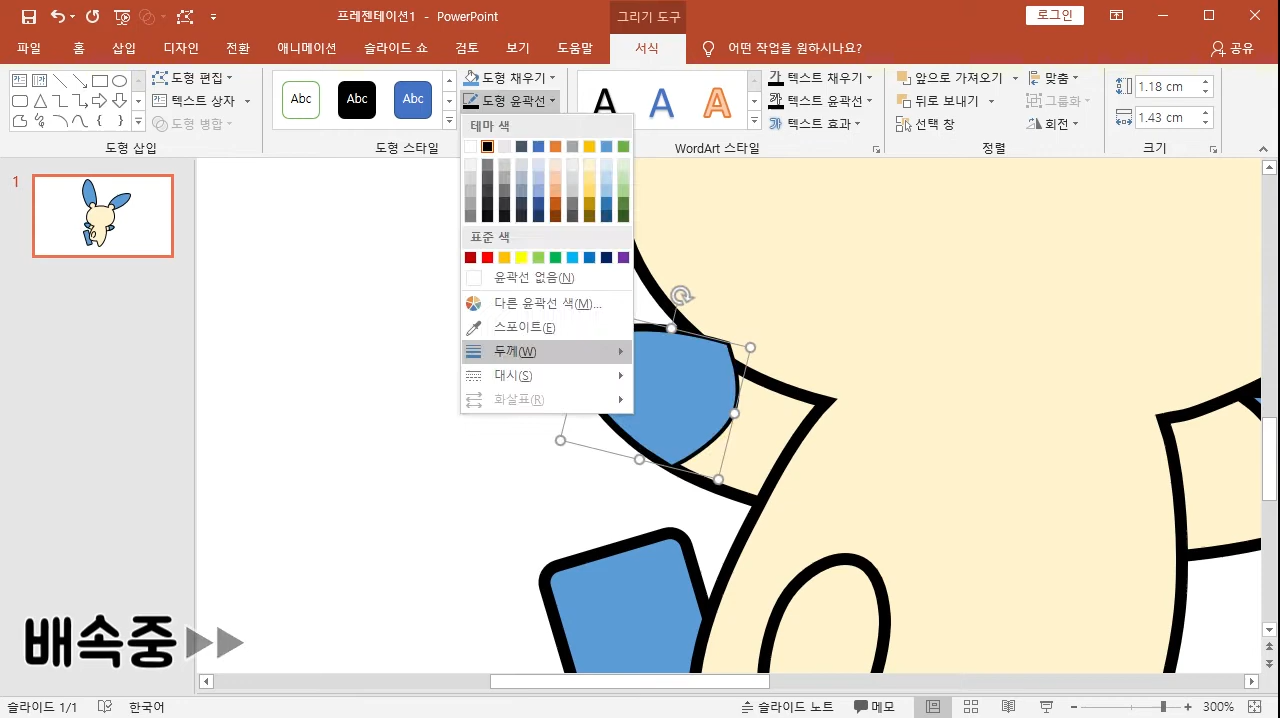 프레젠테이션1 - PowerPoint
그리기 도구
로그인
파일 홈 삽입 디자인 전환 애니메이션 슬라이드 쇼 검토 보기 도움말 서식 어떤 작업을 원하시나요? 공유
도형 편집
텍스트 상자
도형 병합
도형 삽입
Abc Abc Abc
도형 채우기
도형 윤곽선
도형 스타일
A A A
텍스트 채우기
텍스트 윤곽선
텍스트 효과
WordArt 스타일
앞으로 가져오기
뒤로 보내기
선택 창
맞춤
그룹화
회전
정렬
1.18 cm
1.43 cm
크기
테마 색
표준 색
윤곽선 없음(N)
다른 윤곽선 색(M)...
스포이트(E)
두께(W)
대시(S)
화살표(R)
1
배속중
슬라이드 1/1 한국어 슬라이드 노트 메모 300%